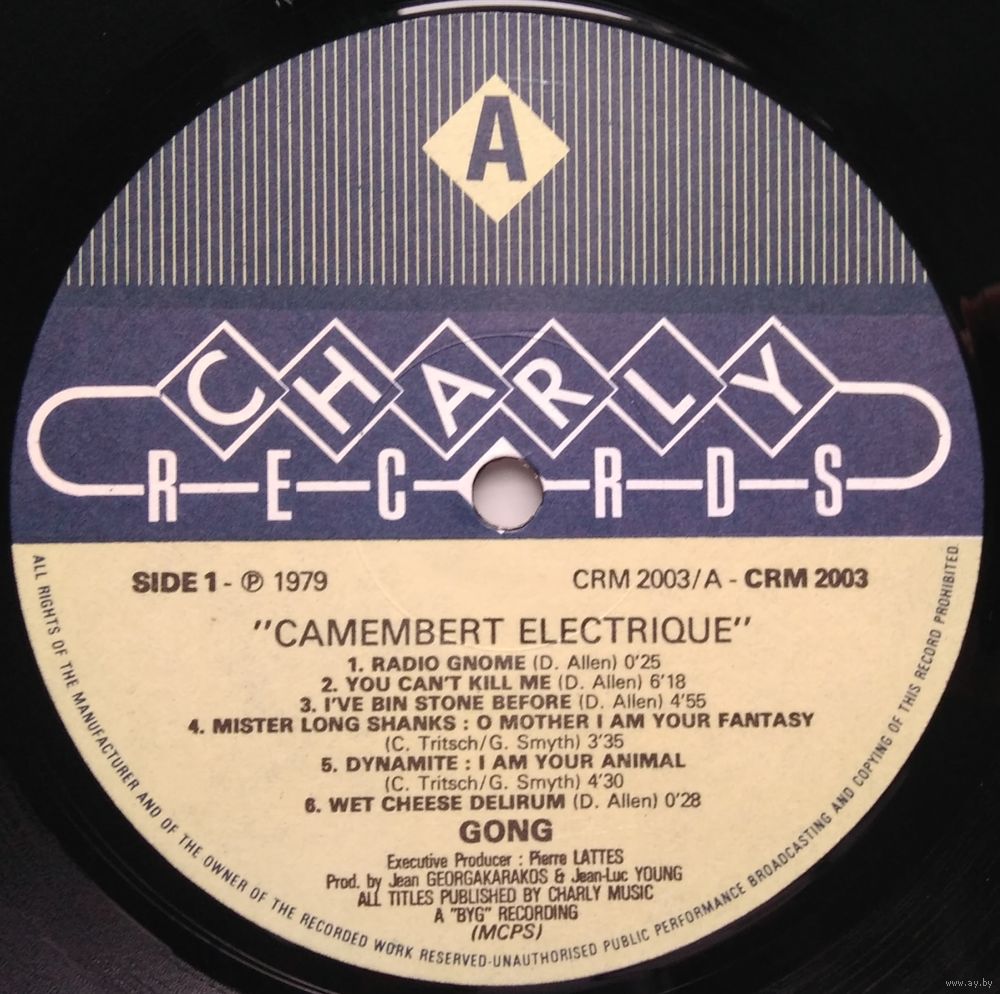 A
CHARLY
RECORDS
SIDE 1 - ℗ 1979
CRM 2003/A - CRM 2003
"CAMEMBERT ELECTRIQUE"
1. RADIO GNOME (D. Allen) 0'25
2. YOU CAN'T KILL ME (D. Allen) 6'18
3. I'VE BIN STONE BEFORE (D. Allen) 4'55
4. MISTER LONG SHANKS : O MOTHER I AM YOUR FANTASY
(C. Tritsch/G. Smyth) 3'35
5. DYNAMITE : I AM YOUR ANIMAL
(C. Tritsch/G. Smyth) 4'30
6. WET CHEESE DELIRUM (D. Allen) 0'28
GONG
Executive Producer : Pierre LATTES
Prod. by Jean GEORGAKARAKOS & Jean-Luc YOUNG
ALL TITLES PUBLISHED BY CHARLY MUSIC
A "BYG" RECORDING
(MCPS)
ALL RIGHTS OF THE MANUFACTURER AND OF THE OWNER OF THE RECORDED WORK RESERVED-UNAUTHORISED PUBLIC PERFORMANCE BROADCASTING AND COPYING OF THIS RECORD PROHIBITED
www.ay.by